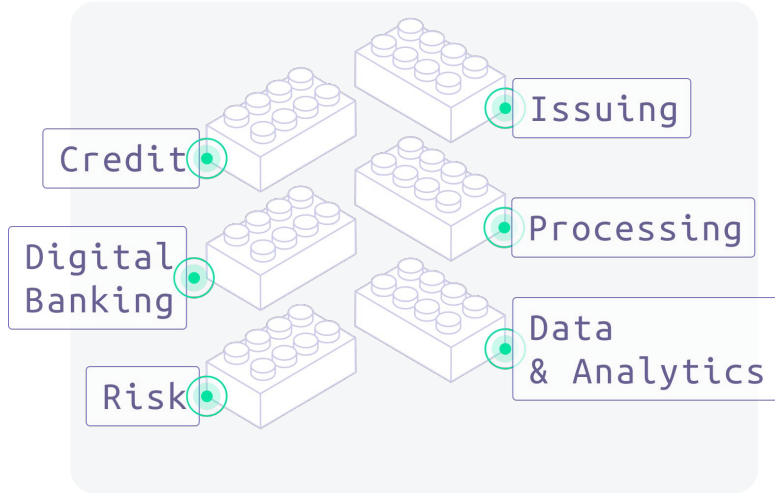 Issuing
Credit
Processing
Digital
Banking
Data
& Analytics
Risk